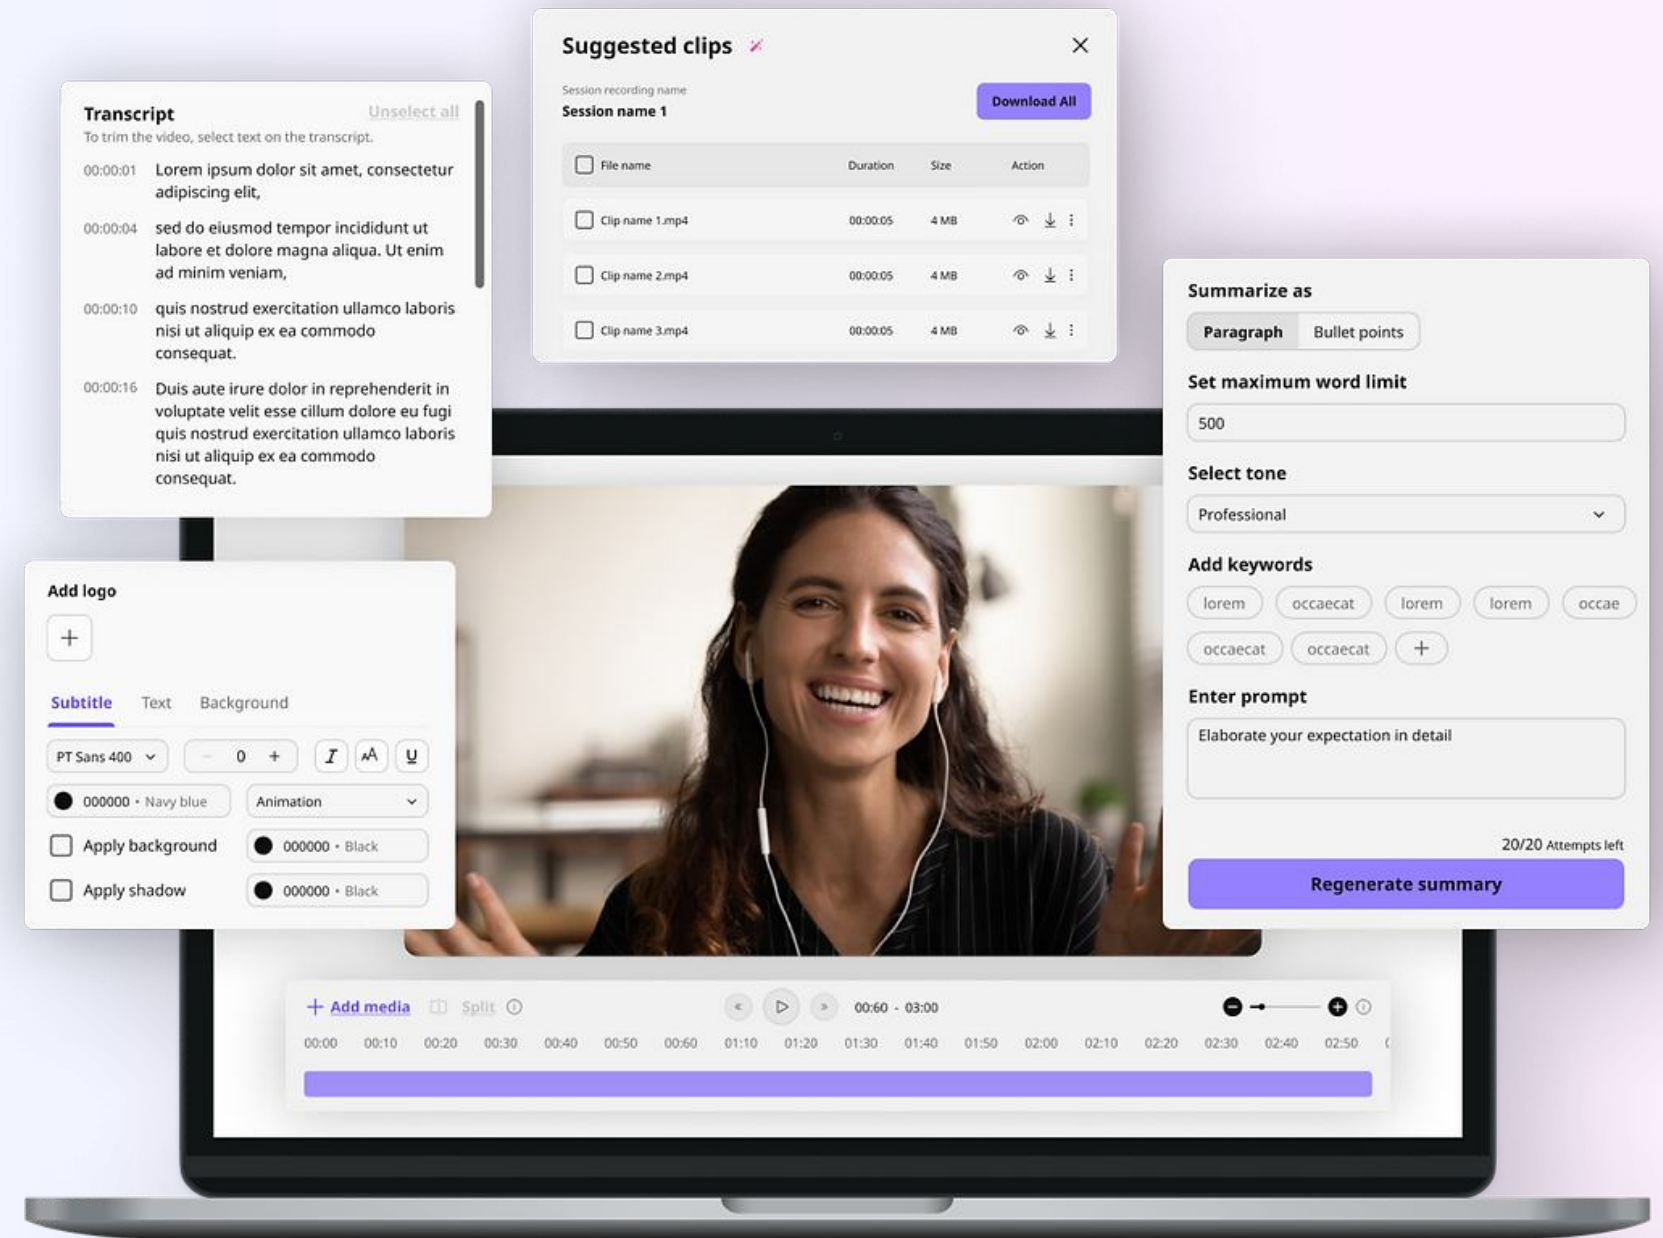 Suggested clips
Session recording name
Session name 1
Download All
File name Duration Size Action
Clip name 1.mp4 00:00:05 4 MB
Clip name 2.mp4 00:00:05 4 MB
Clip name 3.mp4 00:00:05 4 MB
Transcript Unselect all
To trim the video, select text on the transcript.
00:00:01 Lorem ipsum dolor sit amet, consectetur
adipiscing elit,
00:00:04 sed do eiusmod tempor incididunt ut
labore et dolore magna aliqua. Ut enim
ad minim veniam,
00:00:10 quis nostrud exercitation ullamco laboris
nisi ut aliquip ex ea commodo
consequat.
00:00:16 Duis aute irure dolor in reprehenderit in
voluptate velit esse cillum dolore eu fugi
quis nostrud exercitation ullamco laboris
nisi ut aliquip ex ea commodo
consequat.
Summarize as
Paragraph Bullet points
Set maximum word limit
500
Select tone
Professional
Add keywords
lorem occaecat lorem lorem occae
occaecat occaecat +
Enter prompt
Elaborate your expectation in detail
20/20 Attempts left
Regenerate summary
Add logo
+
Subtitle Text Background
PT Sans 400 - 0 + I AA U
000000 • Navy blue Animation
Apply background 000000 • Black
Apply shadow 000000 • Black
+ Add media Split 00:60 - 03:00
00:00 00:10 00:20 00:30 00:40 00:50 00:60 01:10 01:20 01:30 01:40 01:50 02:00 02:10 02:20 02:30 02:40 02:50